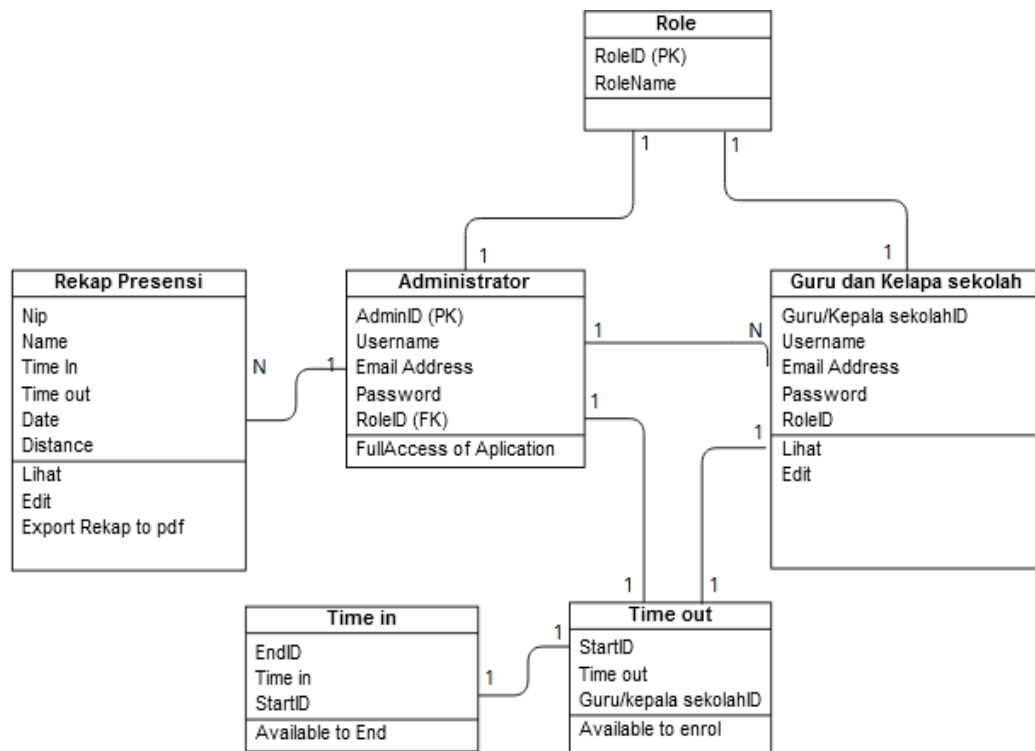 Role
RoleID (PK)
RoleName
1
1
1
1
Rekap Presensi
Nip
Name
Time In
Time out
Date
Distance
Lihat
Edit
Export Rekap to pdf
N
1
Administrator
AdminID (PK)
Username
Email Address
Password
RoleID (FK)
FullAccess of Aplication
1
N
1
Guru dan Kelapa sekolah
Guru/Kepala sekolahID
Username
Email Address
Password
RoleID
Lihat
Edit
1
1
1
Time in
EndID
Time in
StartID
Available to End
1
1
Time out
StartID
Time out
Guru/kepala sekolahID
Available to enrol